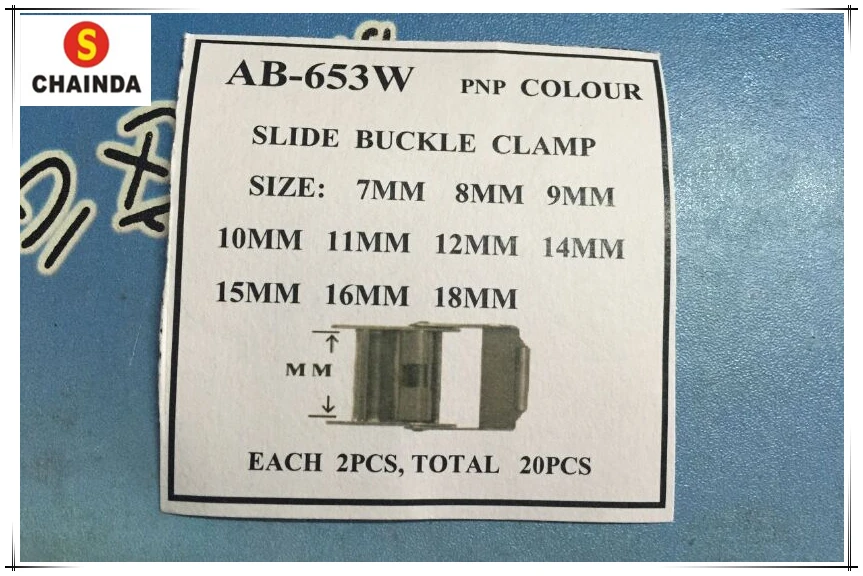 S
CHAINDA
AB-653W PNP COLOUR
SLIDE BUCKLE CLAMP
SIZE: 7MM 8MM 9MM
10MM 11MM 12MM 14MM
15MM 16MM 18MM
MM
EACH 2PCS, TOTAL 20PCS